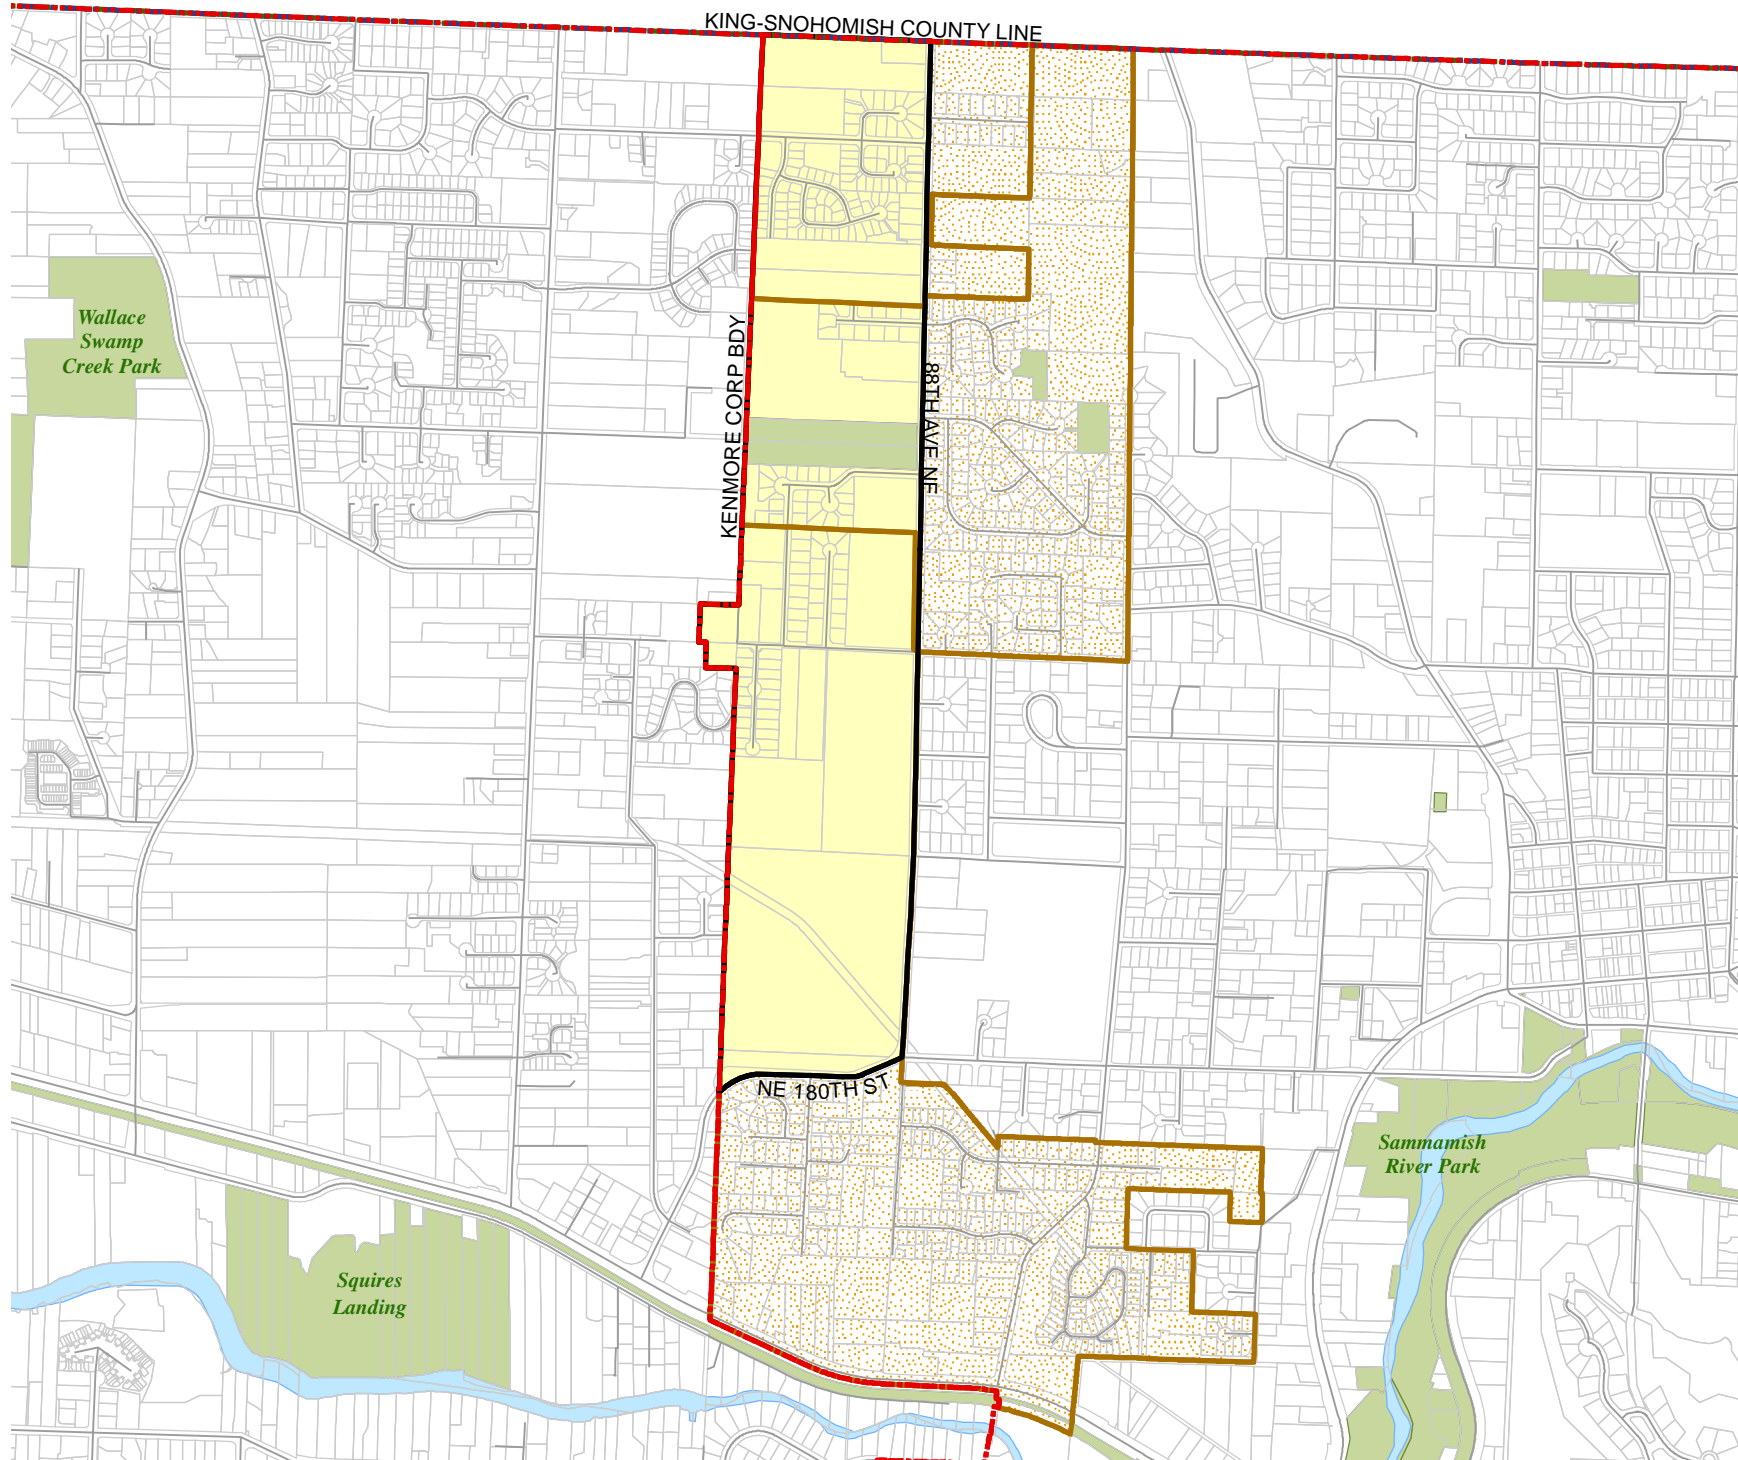 KING-SNOHOMISH COUNTY LINE
Wallace
Swamp
Creek Park
KENMORE CORP BDY
88TH AVE NE
NE 180TH ST
Sammamish
River Park
Squires
Landing